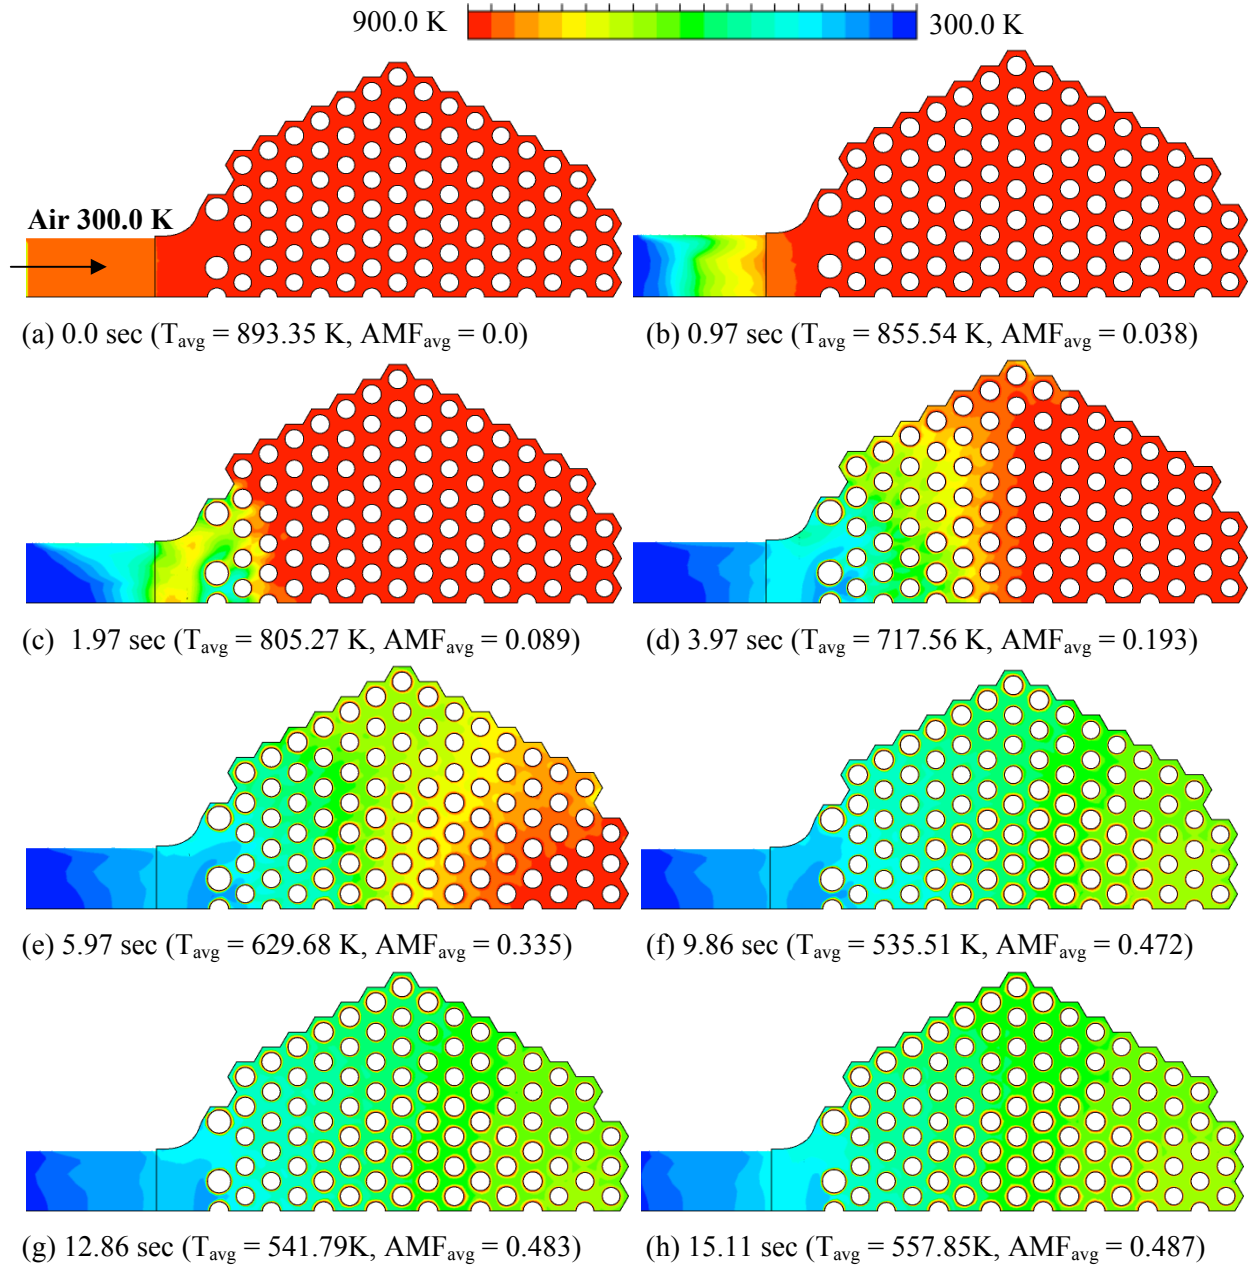 900.0 K 300.0 K
Air 300.0 K
(a) 0.0 sec (Tavg = 893.35 K, AMFavg = 0.0)
(b) 0.97 sec (Tavg = 855.54 K, AMFavg = 0.038)
(c) 1.97 sec (Tavg = 805.27 K, AMFavg = 0.089)
(d) 3.97 sec (Tavg = 717.56 K, AMFavg = 0.193)
(e) 5.97 sec (Tavg = 629.68 K, AMFavg = 0.335)
(f) 9.86 sec (Tavg = 535.51 K, AMFavg = 0.472)
(g) 12.86 sec (Tavg = 541.79K, AMFavg = 0.483)
(h) 15.11 sec (Tavg = 557.85K, AMFavg = 0.487)